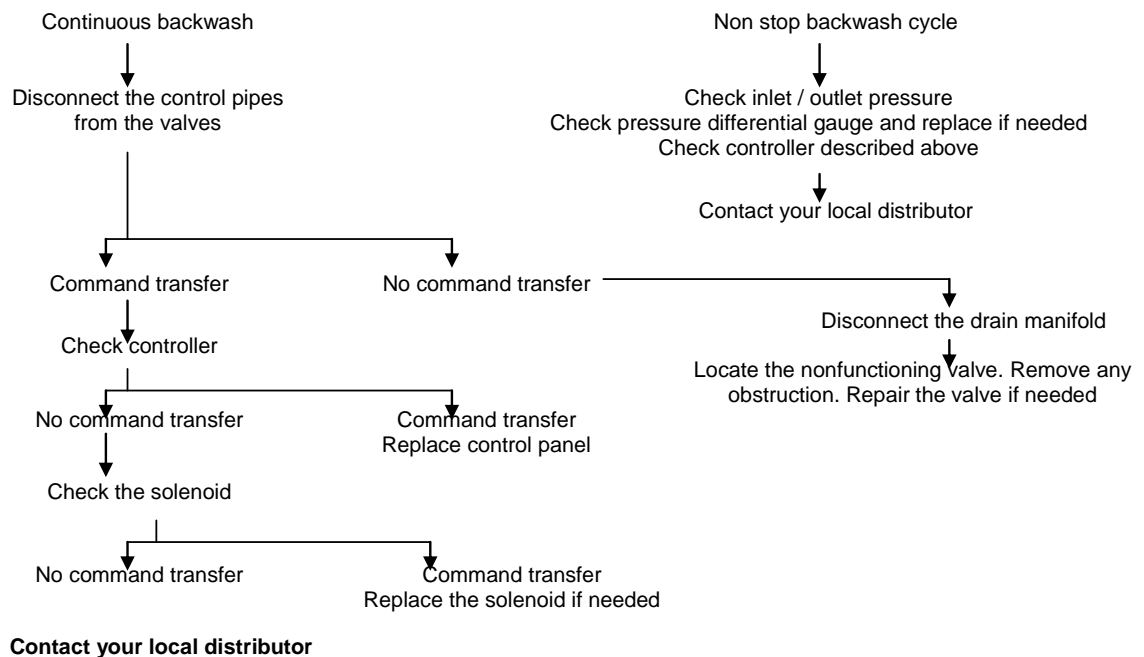 Continuous backwash
Disconnect the control pipes
from the valves
Command transfer
No command transfer
Check controller
No command transfer
Command transfer
Replace control panel
Check the solenoid
No command transfer
Command transfer
Replace the solenoid if needed
Contact your local distributor
Non stop backwash cycle
Check inlet / outlet pressure
Check pressure differential gauge and replace if needed
Check controller described above
Contact your local distributor
Disconnect the drain manifold
Locate the nonfunctioning valve. Remove any
obstruction. Repair the valve if needed